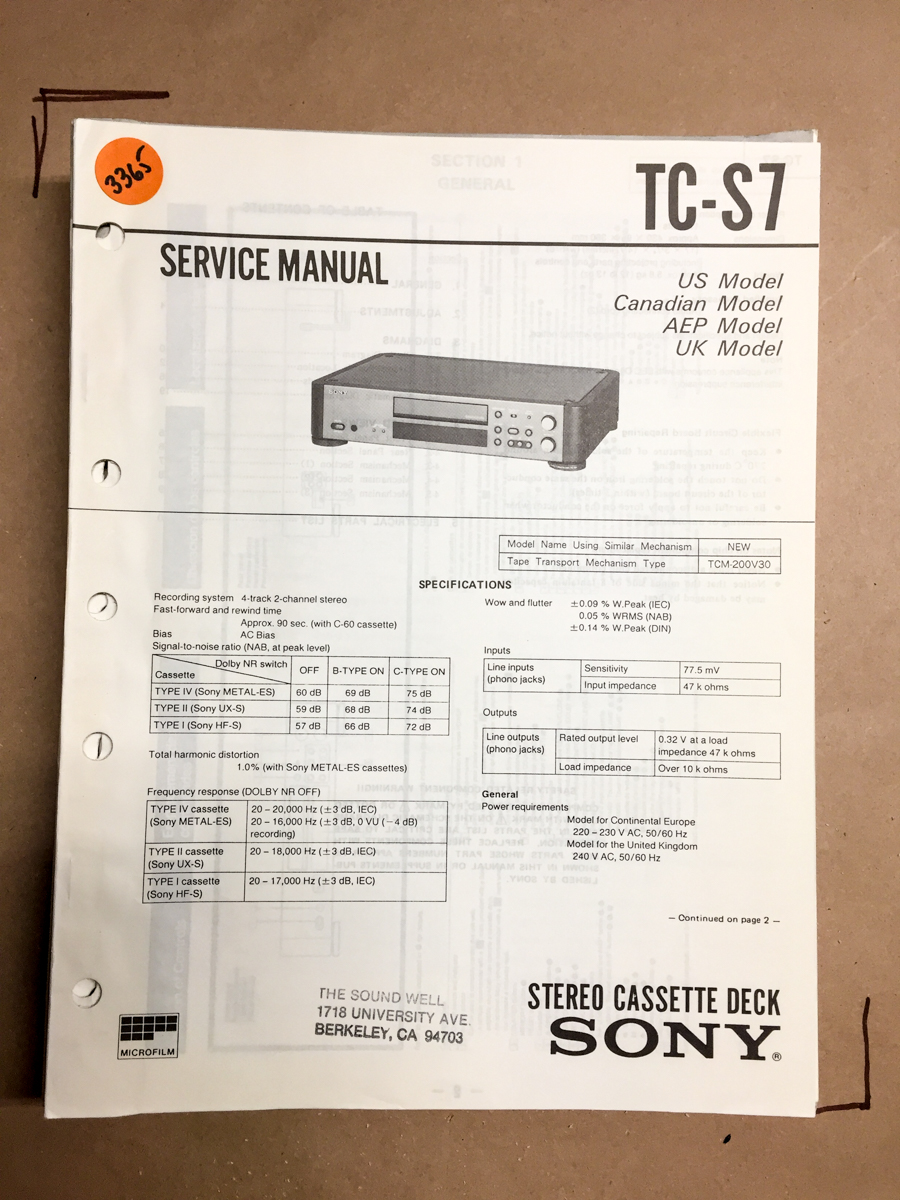 3365
TC-S7
SERVICE MANUAL
US Model
Canadian Model
AEP Model
UK Model
SONY
Model Name Using Similar Mechanism NEW
Tape Transport Mechanism Type TCM-200V30
SPECIFICATIONS
Recording system 4-track 2-channel stereo
Fast-forward and rewind time
Approx. 90 sec. (with C-60 cassette)
Bias AC Bias
Signal-to-noise ratio (NAB, at peak level)
Dolby NR switch
Cassette
OFF B-TYPE ON C-TYPE ON
TYPE IV (Sony METAL-ES) 60 dB 69 dB 75 dB
TYPE II (Sony UX-S) 59 dB 68 dB 74 dB
TYPE I (Sony HF-S) 57 dB 66 dB 72 dB
Total harmonic distortion
1.0% (with Sony METAL-ES cassettes)
Frequency response (DOLBY NR OFF)
TYPE IV cassette 20 – 20,000 Hz (±3 dB, IEC)
(Sony METAL-ES) 20 – 16,000 Hz (±3 dB, 0 VU (−4 dB)
recording)
TYPE II cassette 20 – 18,000 Hz (±3 dB, IEC)
(Sony UX-S)
TYPE I cassette 20 – 17,000 Hz (±3 dB, IEC)
(Sony HF-S)
Wow and flutter ±0.09 % W.Peak (IEC)
0.05 % WRMS (NAB)
±0.14 % W.Peak (DIN)
Inputs
Line inputs Sensitivity 77.5 mV
(phono jacks) Input impedance 47 k ohms
Outputs
Line outputs Rated output level 0.32 V at a load
(phono jacks) impedance 47 k ohms
Load impedance Over 10 k ohms
General
Power requirements
Model for Continental Europe
220 – 230 V AC, 50/60 Hz
Model for the United Kingdom
240 V AC, 50/60 Hz
— Continued on page 2 —
MICROFILM
THE SOUND WELL
1718 UNIVERSITY AVE.
BERKELEY, CA 94703
STEREO CASSETTE DECK
SONY®